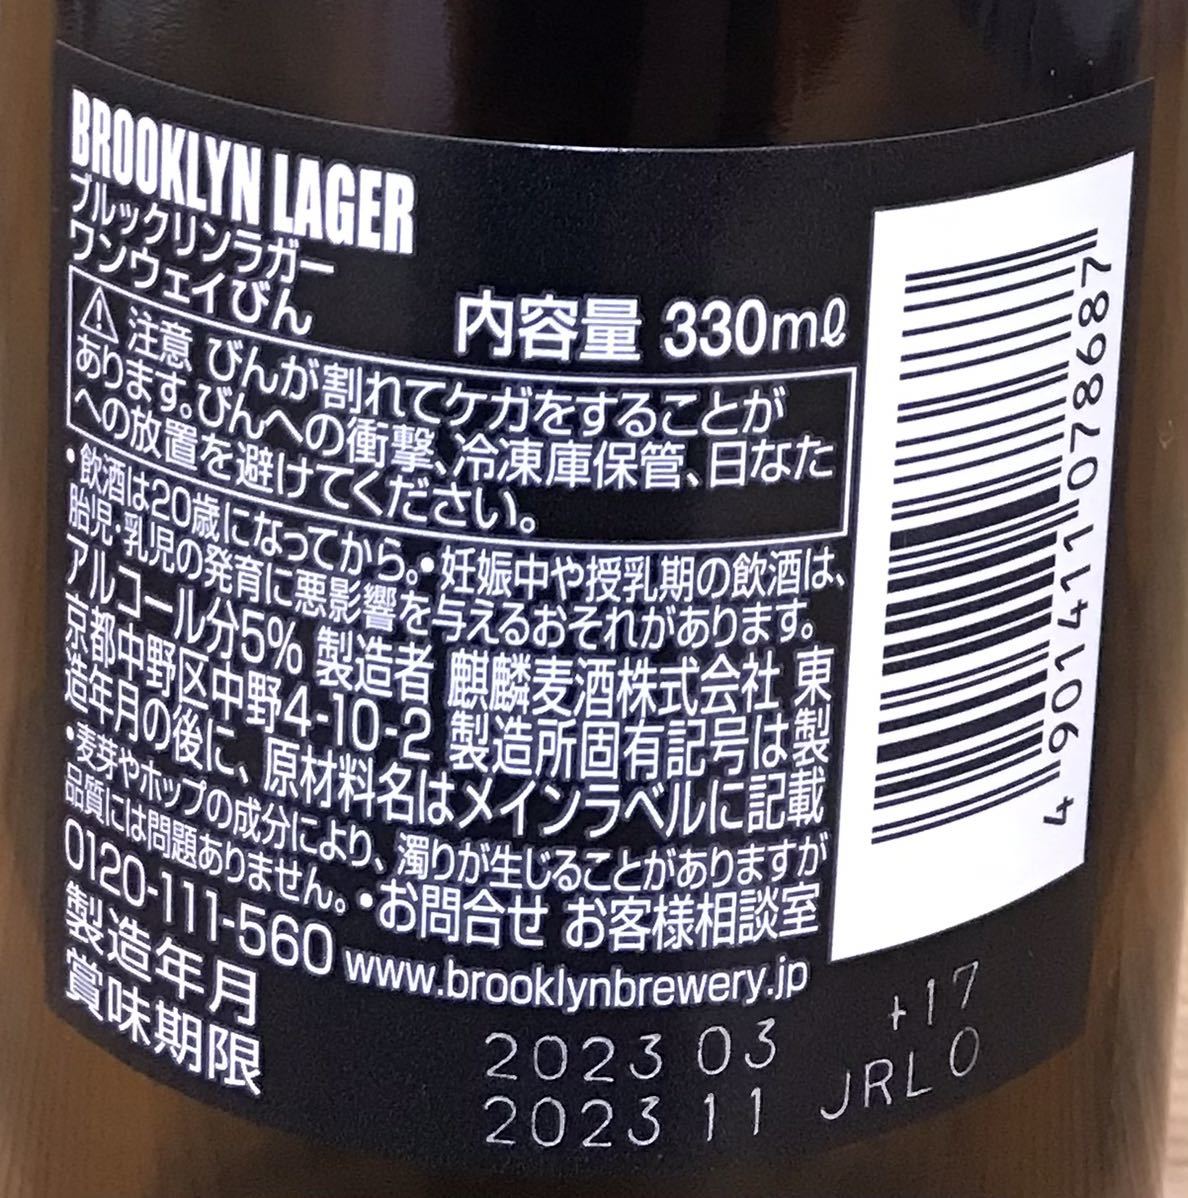 BROOKLYN LAGER
ブルックリンラガー
ワンウェイびん
内容量 330mℓ
⚠注意 びんが割れてケガをすることが
あります。びんへの衝撃、冷凍庫保管、日なた
への放置を避けてください。
・飲酒は20歳になってから。・妊娠中や授乳期の飲酒は、
胎児・乳児の発育に悪影響を与えるおそれがあります。
アルコール分5% 製造者 麒麟麦酒株式会社 東
京都中野区中野4-10-2 製造所固有記号は製
造年月の後に、原材料名はメインラベルに記載
・麦芽やホップの成分により、濁りが生じることがありますが
品質には問題ありません。・お問合せ お客様相談室
0120-111-560 www.brooklynbrewery.jp
製造年月 2023 03 +17
賞味期限 2023 11 JRLO
4 901411 078687